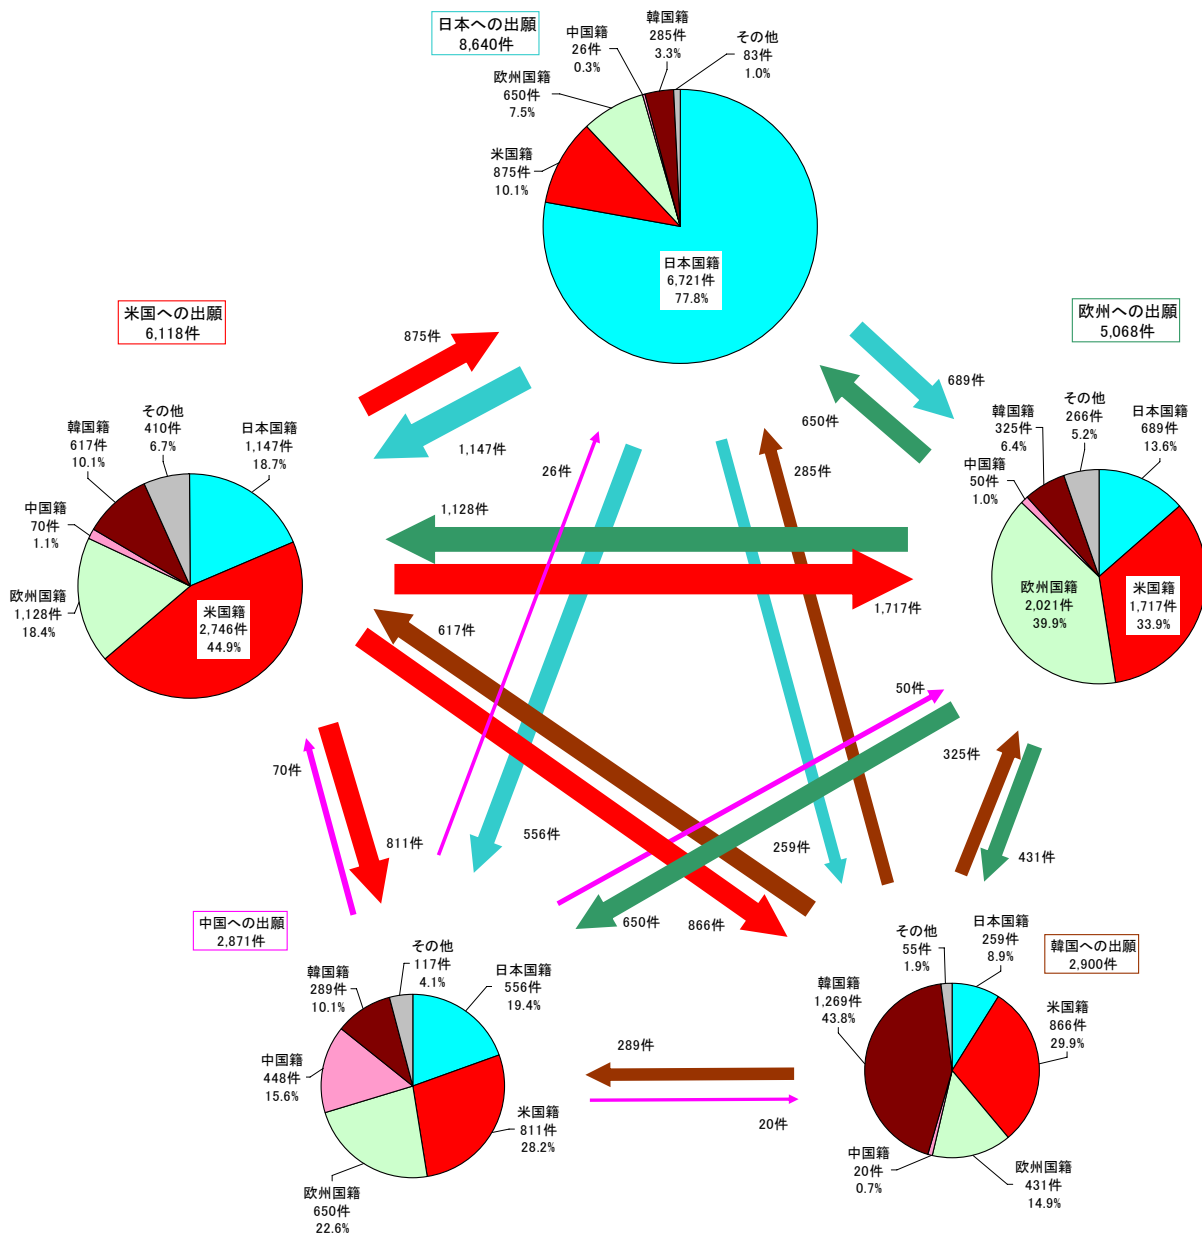 日本への出願
8,640件
中国籍
26件
0.3%
韓国籍
285件
3.3%
その他
83件
1.0%
欧州国籍
650件
7.5%
米国籍
875件
10.1%
日本国籍
6,721件
77.8%
米国への出願
6,118件
欧州への出願
5,068件
875件
1,147件
689件
650件
26件
285件
1,128件
1,717件
617件
50件
325件
70件
811件
556件
259件
431件
650件
866件
289件
20件
韓国籍
617件
10.1%
その他
410件
6.7%
日本国籍
1,147件
18.7%
中国籍
70件
1.1%
欧州国籍
1,128件
18.4%
米国籍
2,746件
44.9%
韓国籍
325件
6.4%
その他
266件
5.2%
日本国籍
689件
13.6%
中国籍
50件
1.0%
欧州国籍
2,021件
39.9%
米国籍
1,717件
33.9%
中国への出願
2,871件
韓国籍
289件
10.1%
その他
117件
4.1%
日本国籍
556件
19.4%
中国籍
448件
15.6%
米国籍
811件
28.2%
欧州国籍
650件
22.6%
韓国への出願
2,900件
その他
55件
1.9%
日本国籍
259件
8.9%
韓国籍
1,269件
43.8%
米国籍
866件
29.9%
中国籍
20件
0.7%
欧州国籍
431件
14.9%